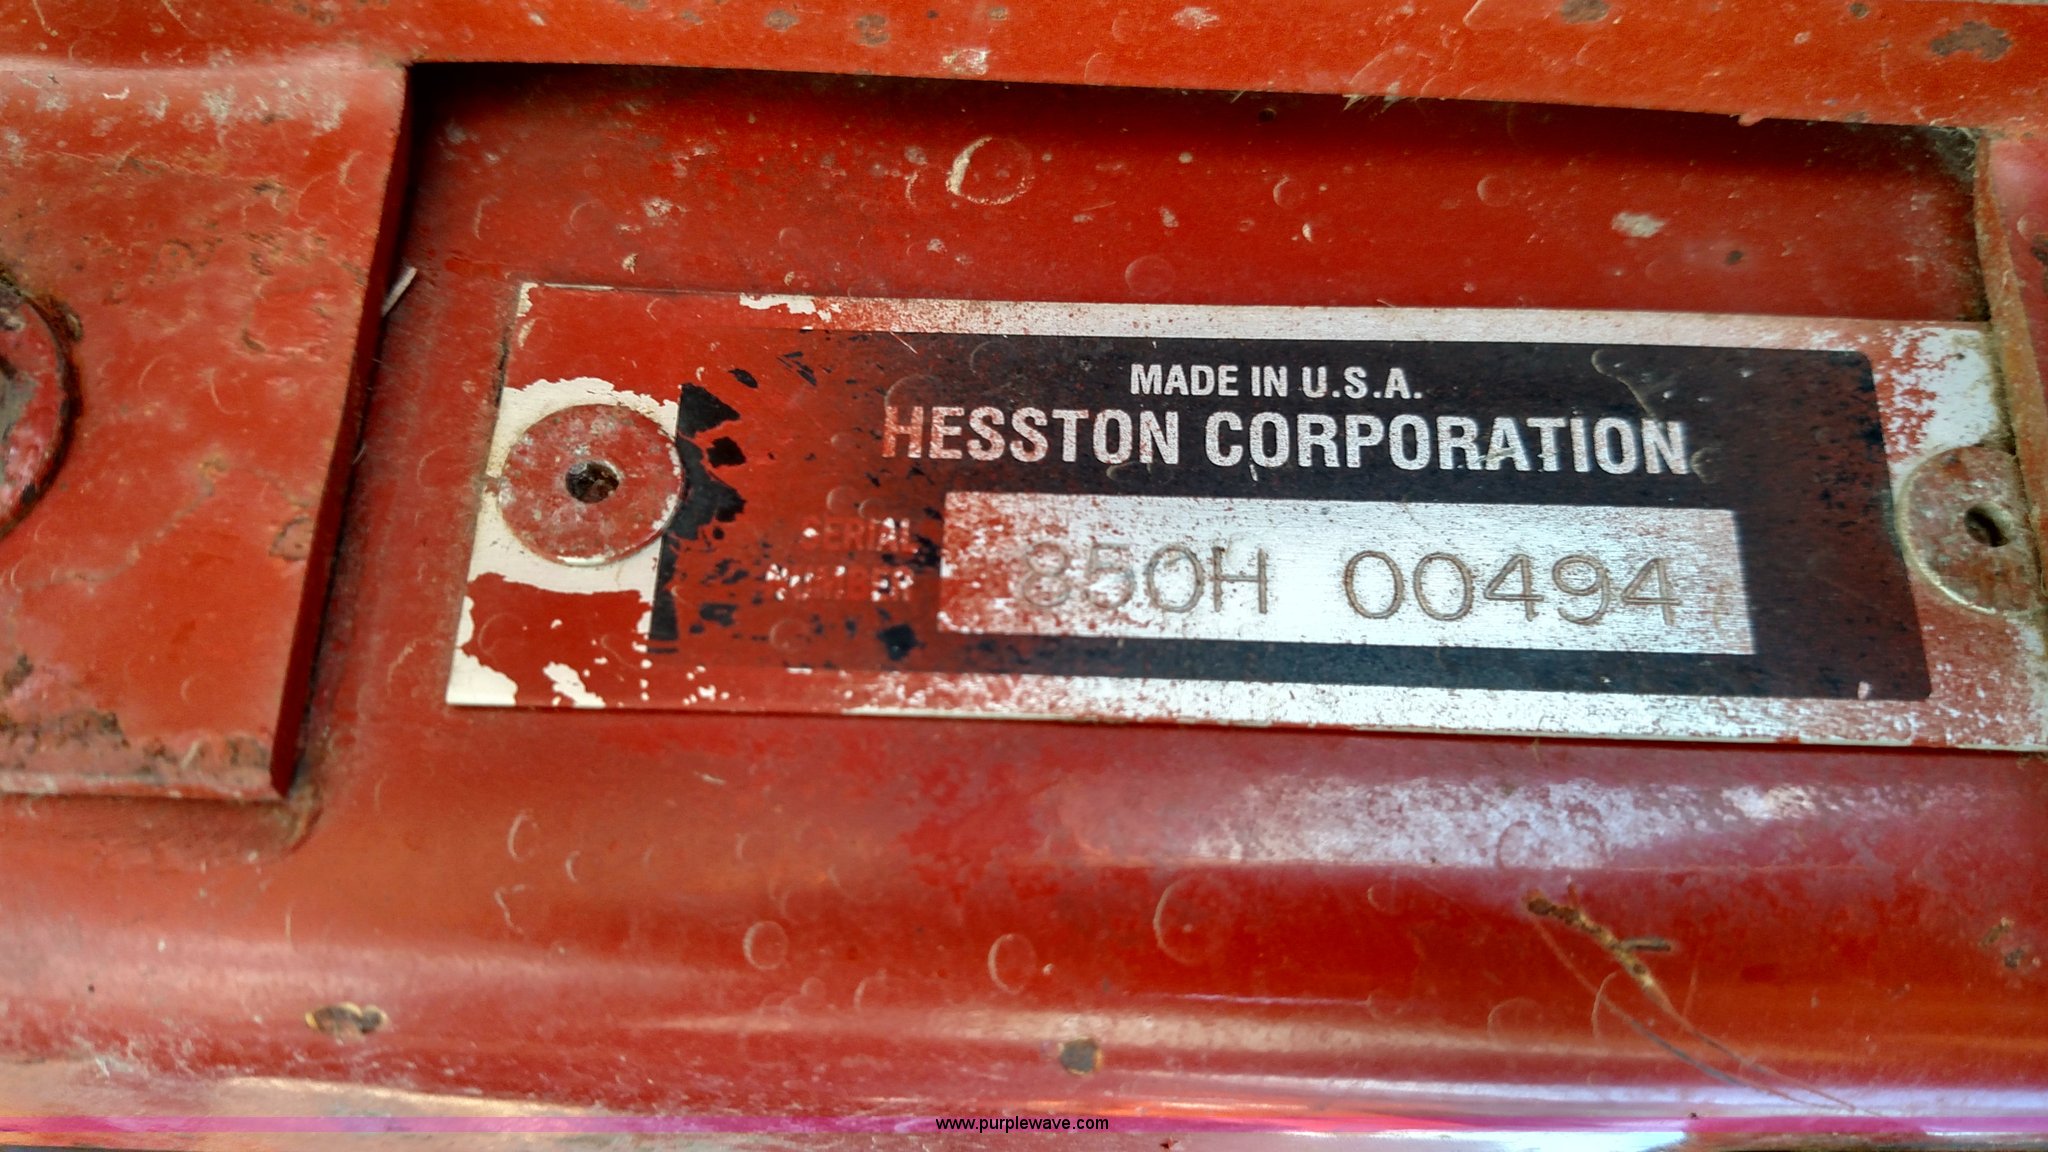 MADE IN U.S.A.
HESSTON CORPORATION
SERIAL
NUMBER
850H 00494
www.purplewave.com